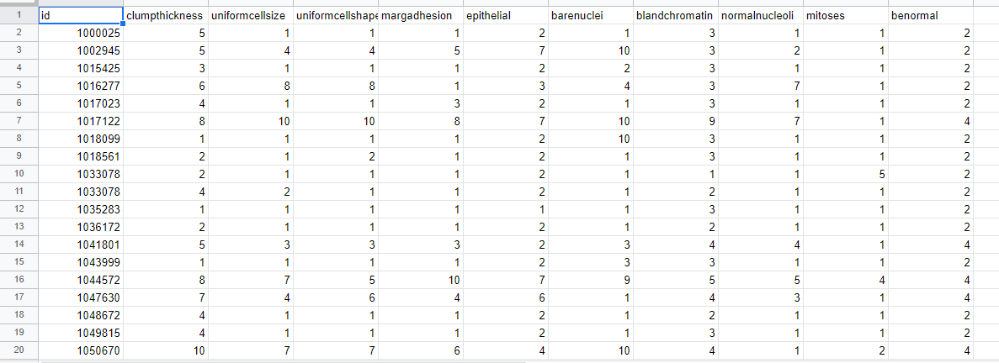 1 id clumpthickness uniformcellsize uniformcellshape margadhesion epithelial barenuclei blandchromatin normalnucleoli mitoses benormal
2 1000025 5 1 1 1 2 1 3 1 1 2
3 1002945 5 4 4 5 7 10 3 2 1 2
4 1015425 3 1 1 1 2 2 3 1 1 2
5 1016277 6 8 8 1 3 4 3 7 1 2
6 1017023 4 1 1 3 2 1 3 1 1 2
7 1017122 8 10 10 8 7 10 9 7 1 4
8 1018099 1 1 1 1 2 10 3 1 1 2
9 1018561 2 1 2 1 2 1 3 1 1 2
10 1033078 2 1 1 1 2 1 1 1 5 2
11 1033078 4 2 1 1 2 1 2 1 1 2
12 1035283 1 1 1 1 1 1 3 1 1 2
13 1036172 2 1 1 1 2 1 2 1 1 2
14 1041801 5 3 3 3 2 3 4 4 1 4
15 1043999 1 1 1 1 2 3 3 1 1 2
16 1044572 8 7 5 10 7 9 5 5 4 4
17 1047630 7 4 6 4 6 1 4 3 1 4
18 1048672 4 1 1 1 2 1 2 1 1 2
19 1049815 4 1 1 1 2 1 3 1 1 2
20 1050670 10 7 7 6 4 10 4 1 2 4